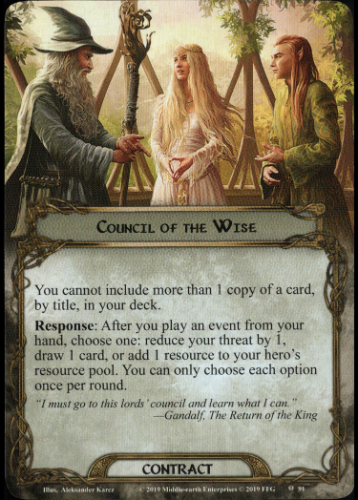 COUNCIL OF THE WISE
You cannot include more than 1 copy of a card,
by title, in your deck.
Response: After you play an event from your
hand, choose one: reduce your threat by 1,
draw 1 card, or add 1 resource to your hero's
resource pool. You can only choose each option
once per round.
"I must go to this lords' council and learn what I can."
—Gandalf, The Return of the King
Illus. Aleksander Karcz © 2019 Middle-earth Enterprises © 2019 FFG
CONTRACT